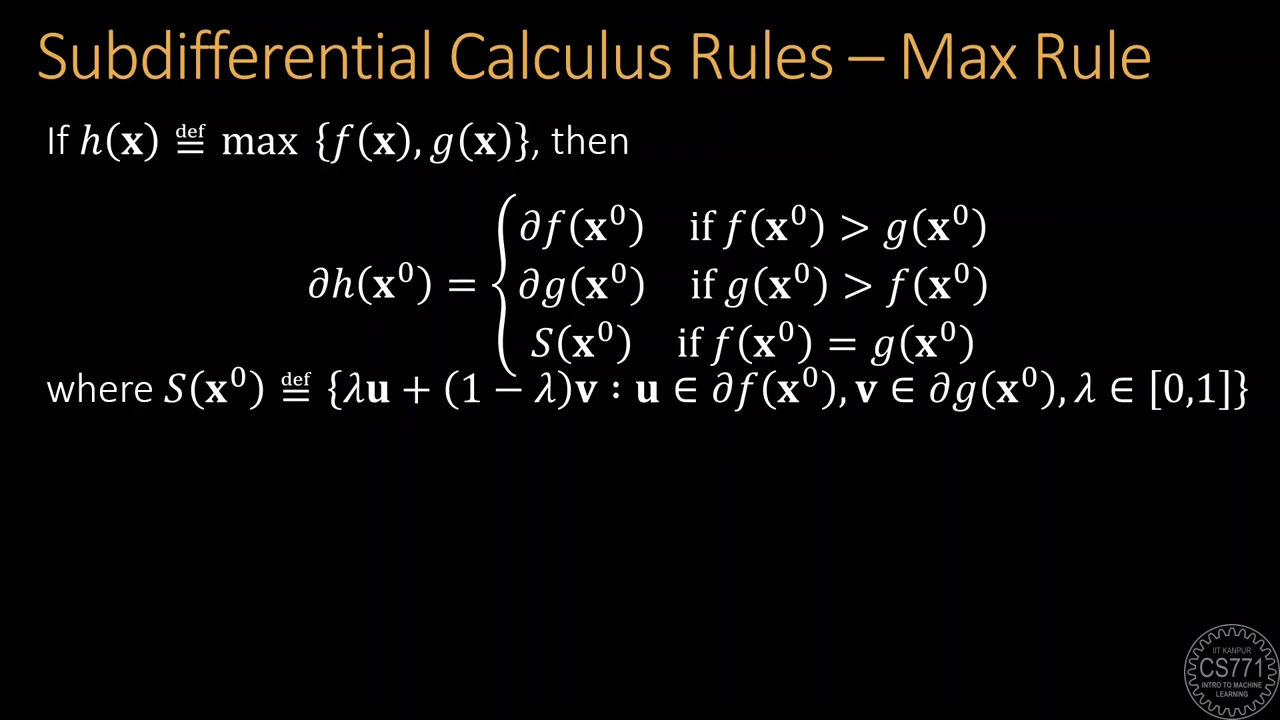 Subdifferential Calculus Rules – Max Rule
If ℎ(𝐱) ≝ max {𝑓(𝐱), 𝑔(𝐱)}, then
∂ℎ(𝐱⁰) = { ∂𝑓(𝐱⁰) if 𝑓(𝐱⁰) > 𝑔(𝐱⁰)
∂𝑔(𝐱⁰) if 𝑔(𝐱⁰) > 𝑓(𝐱⁰)
𝑆(𝐱⁰) if 𝑓(𝐱⁰) = 𝑔(𝐱⁰)
where 𝑆(𝐱⁰) ≝ {𝜆𝐮 + (1 − 𝜆)𝐯 : 𝐮 ∈ ∂𝑓(𝐱⁰), 𝐯 ∈ ∂𝑔(𝐱⁰), 𝜆 ∈ [0,1]}
IIT KANPUR
CS771
INTRO TO MACHINE
LEARNING